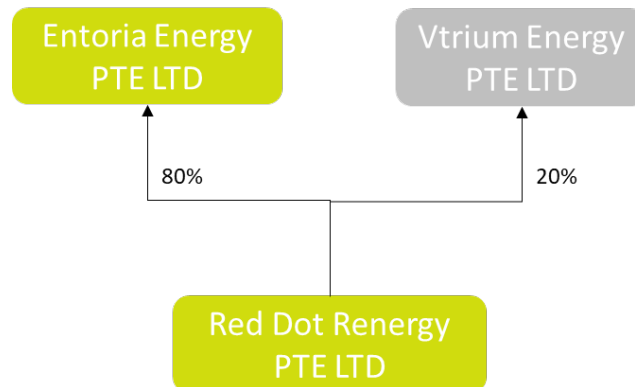 Entoria Energy
PTE LTD
Vtrium Energy
PTE LTD
80%
20%
Red Dot Renergy
PTE LTD